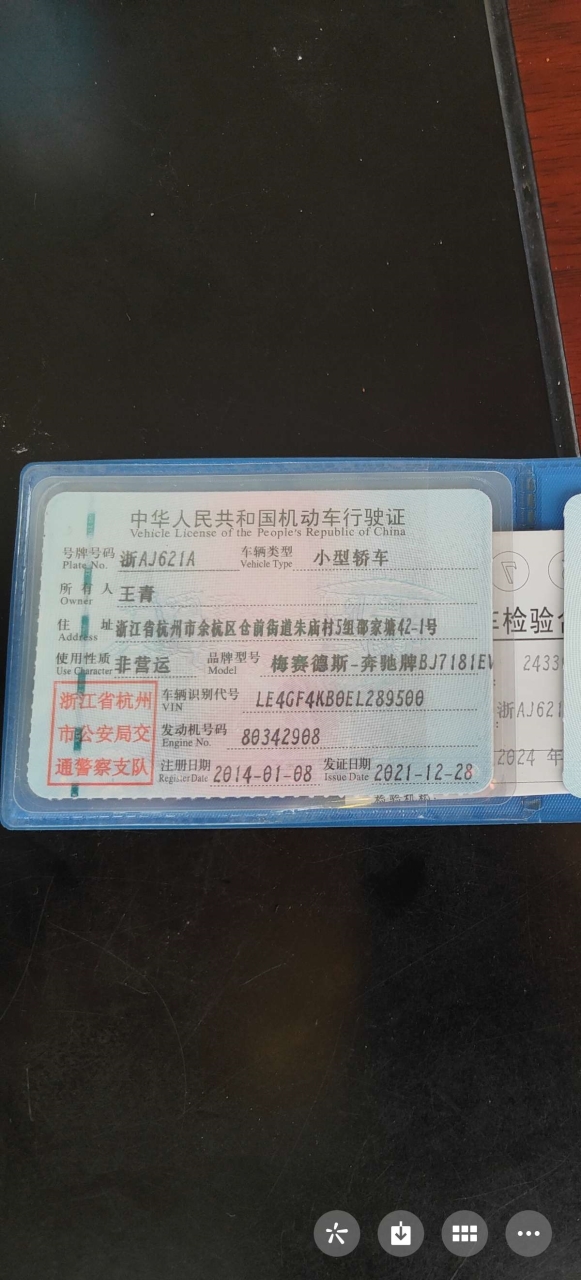 中华人民共和国机动车行驶证
Vehicle License of the People's Republic of China
号牌号码 浙AJ621A 车辆类型 小型轿车
Plate No. Vehicle Type
所有人 王青
Owner
住址 浙江省杭州市余杭区仓前街道朱庙村5组邵家塘42-1号
Address
使用性质 非营运 品牌型号 梅赛德斯-奔驰牌BJ7181EV
Use Character Model
浙江省杭州
市公安局交
通警察支队
车辆识别代号 LE4GF4KB0EL289500
VIN
发动机号码 80342908
Engine No.
注册日期 2014-01-08 发证日期 2021-12-28
Register Date Issue Date
7
检验合
2433
浙AJ621
2024 年